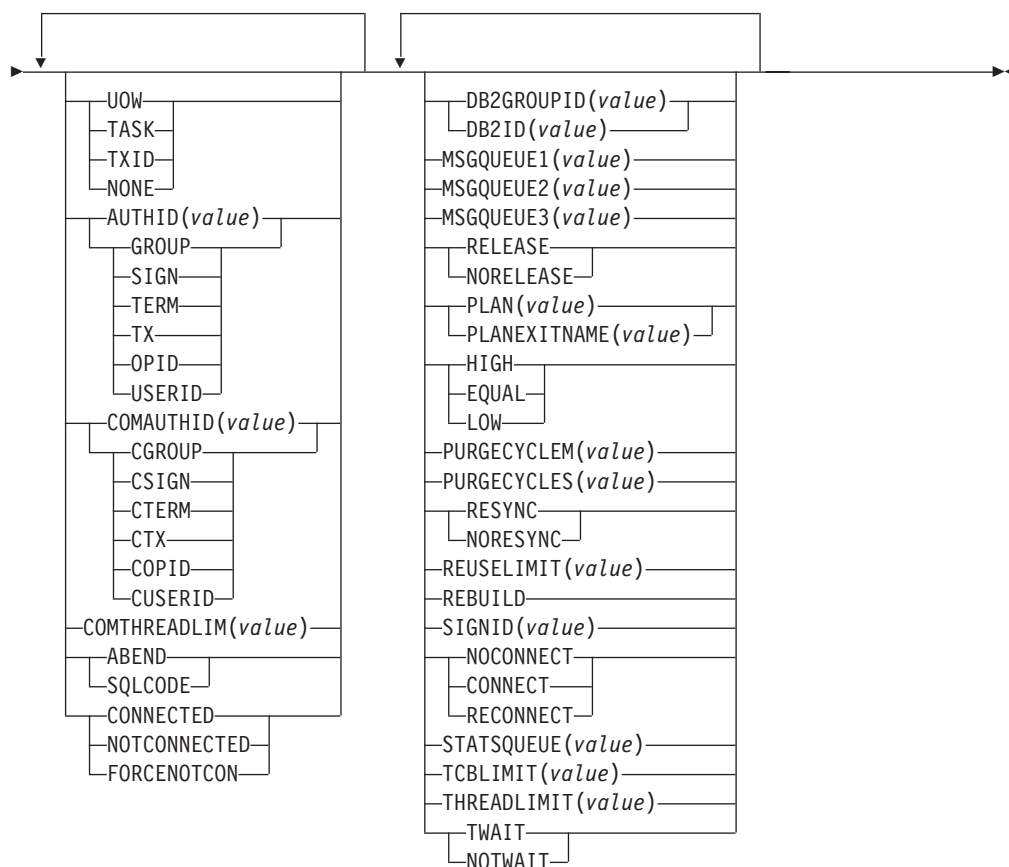 UOW
TASK
TXID
NONE
AUTHID(value)
GROUP
SIGN
TERM
TX
OPID
USERID
COMAUTHID(value)
CGROUP
CSIGN
CTERM
CTX
COPID
CUSERID
COMTHREADLIM(value)
ABEND
SQLCODE
CONNECTED
NOTCONNECTED
FORCENOTCON
DB2GROUPID(value)
DB2ID(value)
MSGQUEUE1(value)
MSGQUEUE2(value)
MSGQUEUE3(value)
RELEASE
NORELEASE
PLAN(value)
PLANEXITNAME(value)
HIGH
EQUAL
LOW
PURGECYCLEM(value)
PURGECYCLES(value)
RESYNC
NORESYNC
REUSELIMIT(value)
REBUILD
SIGNID(value)
NOCONNECT
CONNECT
RECONNECT
STATSQUEUE(value)
TCBLIMIT(value)
THREADLIMIT(value)
TWAIT
NOTWAIT